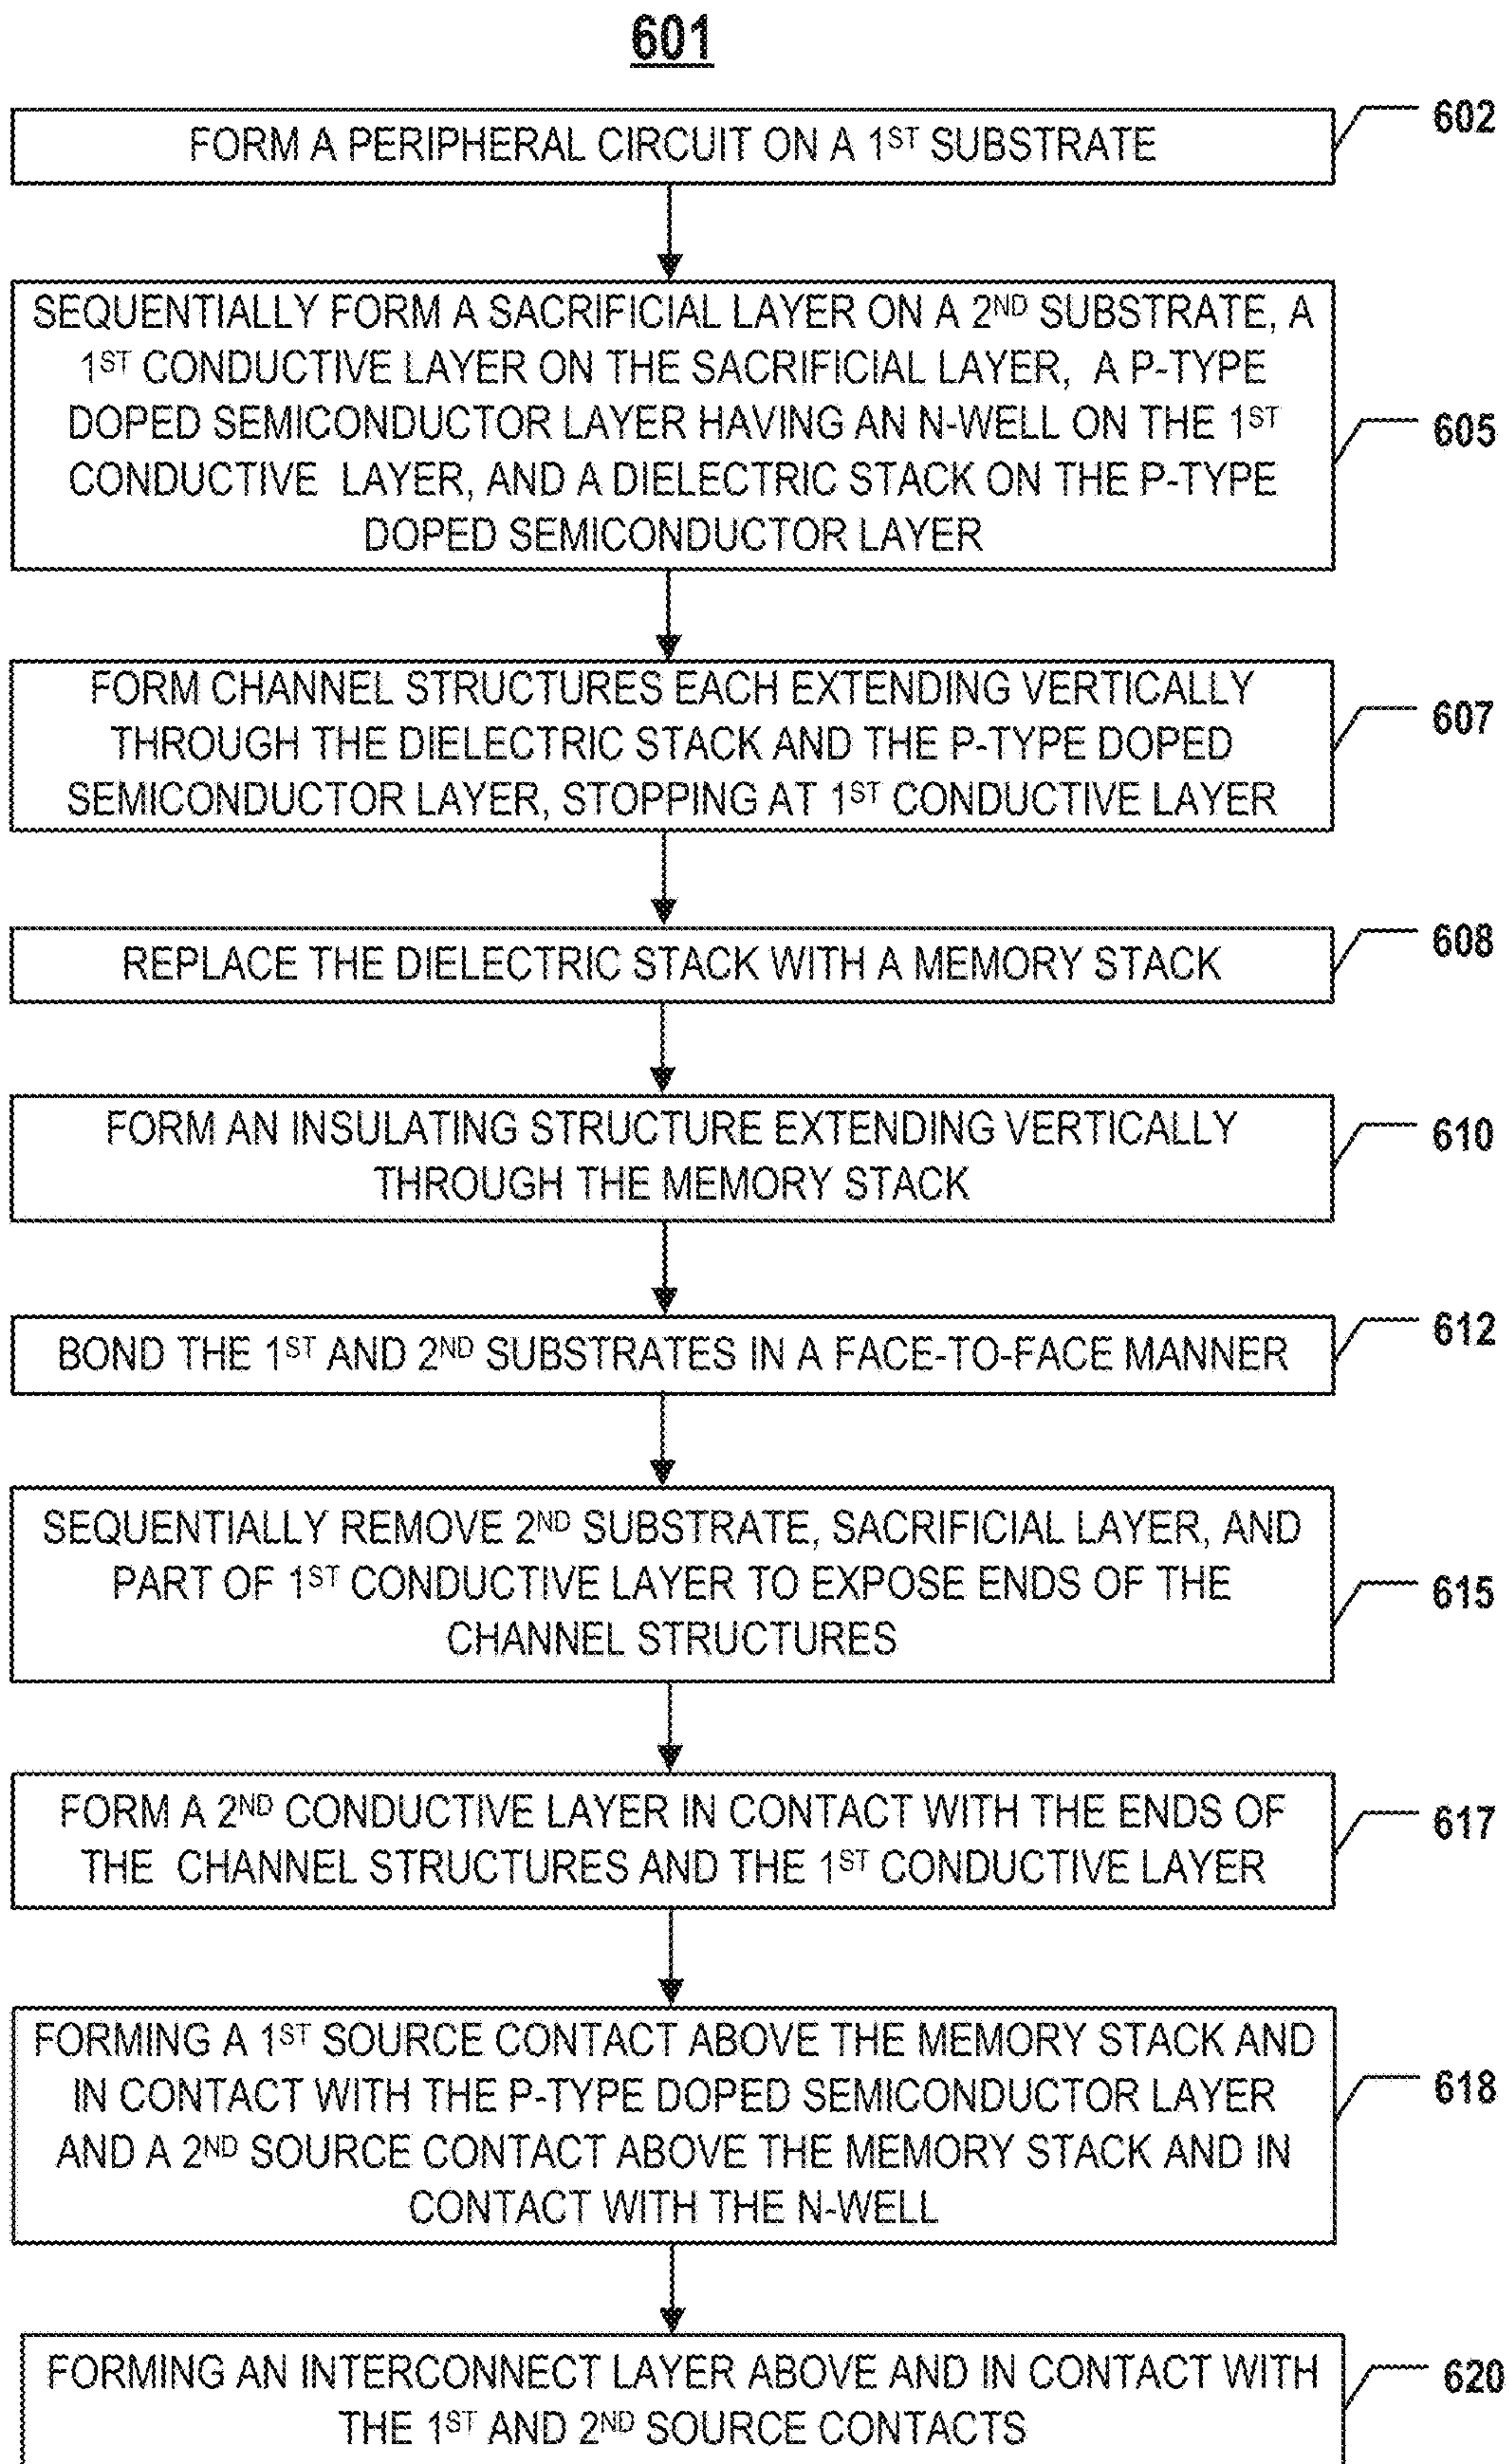 601
FORM A PERIPHERAL CIRCUIT ON A 1ST SUBSTRATE
602
SEQUENTIALLY FORM A SACRIFICIAL LAYER ON A 2ND SUBSTRATE, A
1ST CONDUCTIVE LAYER ON THE SACRIFICIAL LAYER, A P-TYPE
DOPED SEMICONDUCTOR LAYER HAVING AN N-WELL ON THE 1ST
CONDUCTIVE LAYER, AND A DIELECTRIC STACK ON THE P-TYPE
DOPED SEMICONDUCTOR LAYER
605
FORM CHANNEL STRUCTURES EACH EXTENDING VERTICALLY
THROUGH THE DIELECTRIC STACK AND THE P-TYPE DOPED
SEMICONDUCTOR LAYER, STOPPING AT 1ST CONDUCTIVE LAYER
607
REPLACE THE DIELECTRIC STACK WITH A MEMORY STACK
608
FORM AN INSULATING STRUCTURE EXTENDING VERTICALLY
THROUGH THE MEMORY STACK
610
BOND THE 1ST AND 2ND SUBSTRATES IN A FACE-TO-FACE MANNER
612
SEQUENTIALLY REMOVE 2ND SUBSTRATE, SACRIFICIAL LAYER, AND
PART OF 1ST CONDUCTIVE LAYER TO EXPOSE ENDS OF THE
CHANNEL STRUCTURES
615
FORM A 2ND CONDUCTIVE LAYER IN CONTACT WITH THE ENDS OF
THE CHANNEL STRUCTURES AND THE 1ST CONDUCTIVE LAYER
617
FORMING A 1ST SOURCE CONTACT ABOVE THE MEMORY STACK AND
IN CONTACT WITH THE P-TYPE DOPED SEMICONDUCTOR LAYER
AND A 2ND SOURCE CONTACT ABOVE THE MEMORY STACK AND IN
CONTACT WITH THE N-WELL
618
FORMING AN INTERCONNECT LAYER ABOVE AND IN CONTACT WITH
THE 1ST AND 2ND SOURCE CONTACTS
620